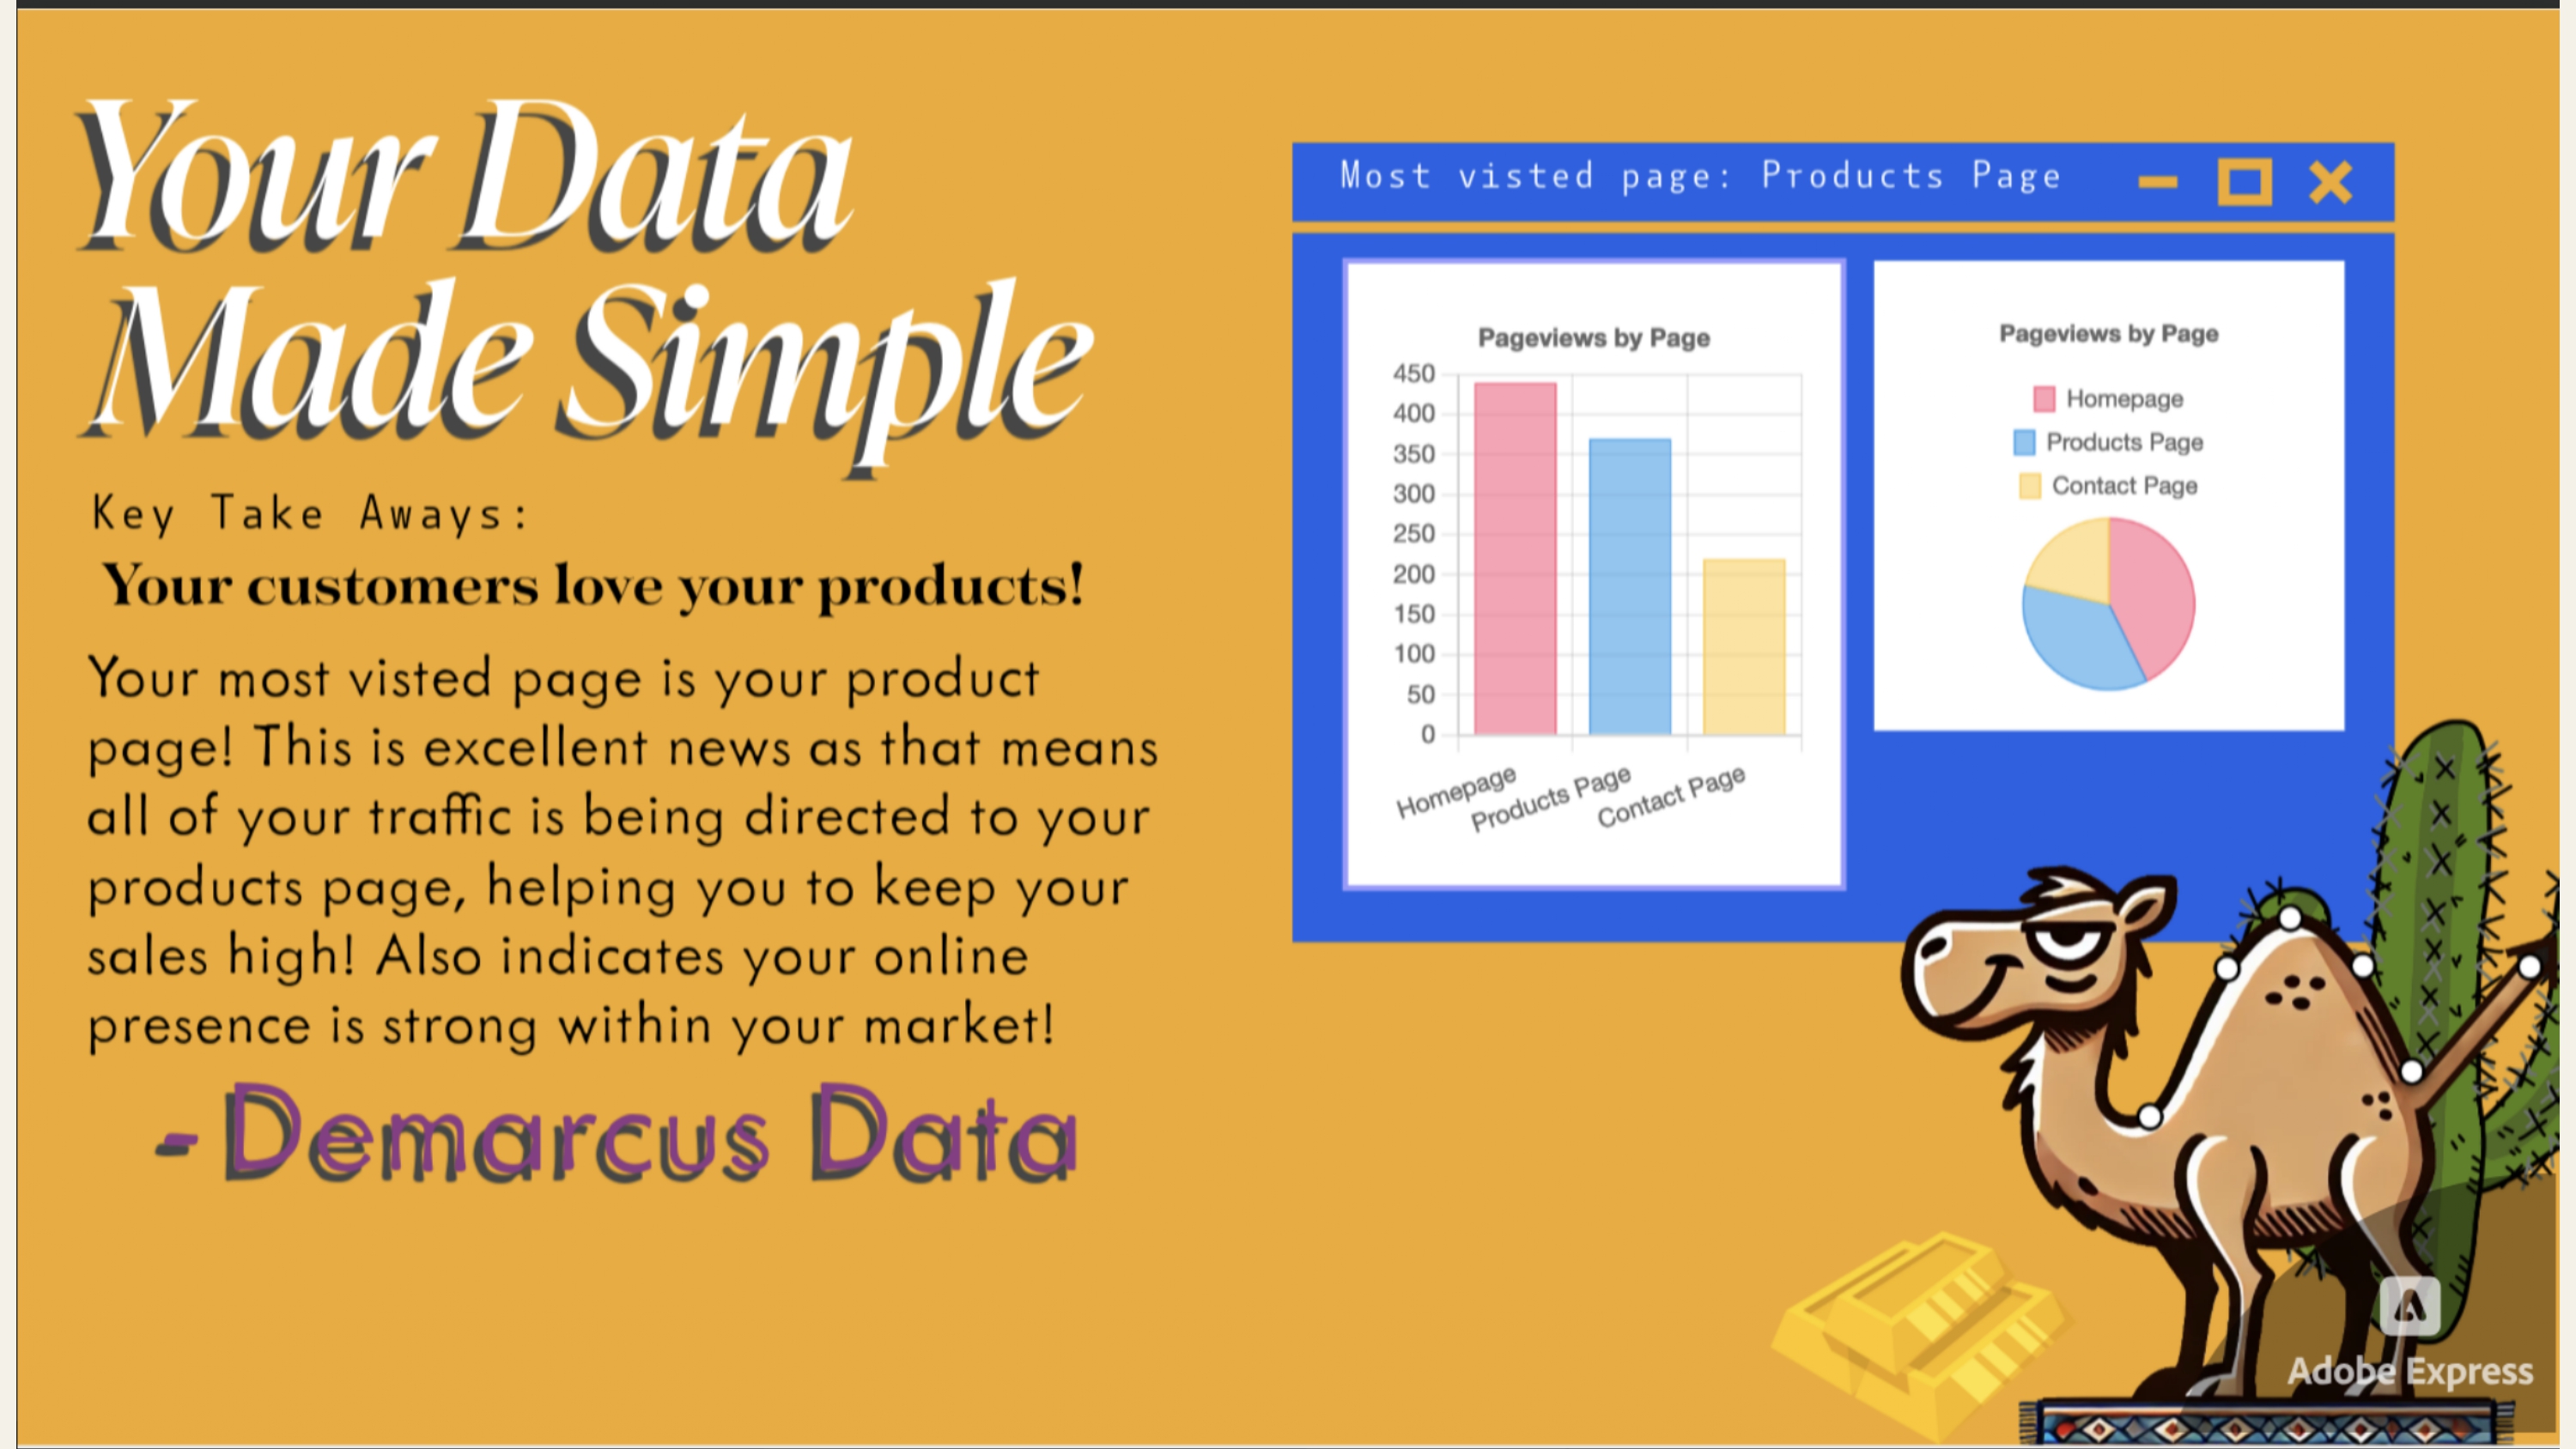 Your Data
Made Simple
Key Take Aways:
Your customers love your products!
Your most visted page is your product
page! This is excellent news as that means
all of your traffic is being directed to your
products page, helping you to keep your
sales high! Also indicates your online
presence is strong within your market!
- Demarcus Data
Most visted page: Products Page
Pageviews by Page
450
400
350
300
250
200
150
100
50
0
Homepage
Products Page
Contact Page
Pageviews by Page
Homepage
Products Page
Contact Page
Adobe Express